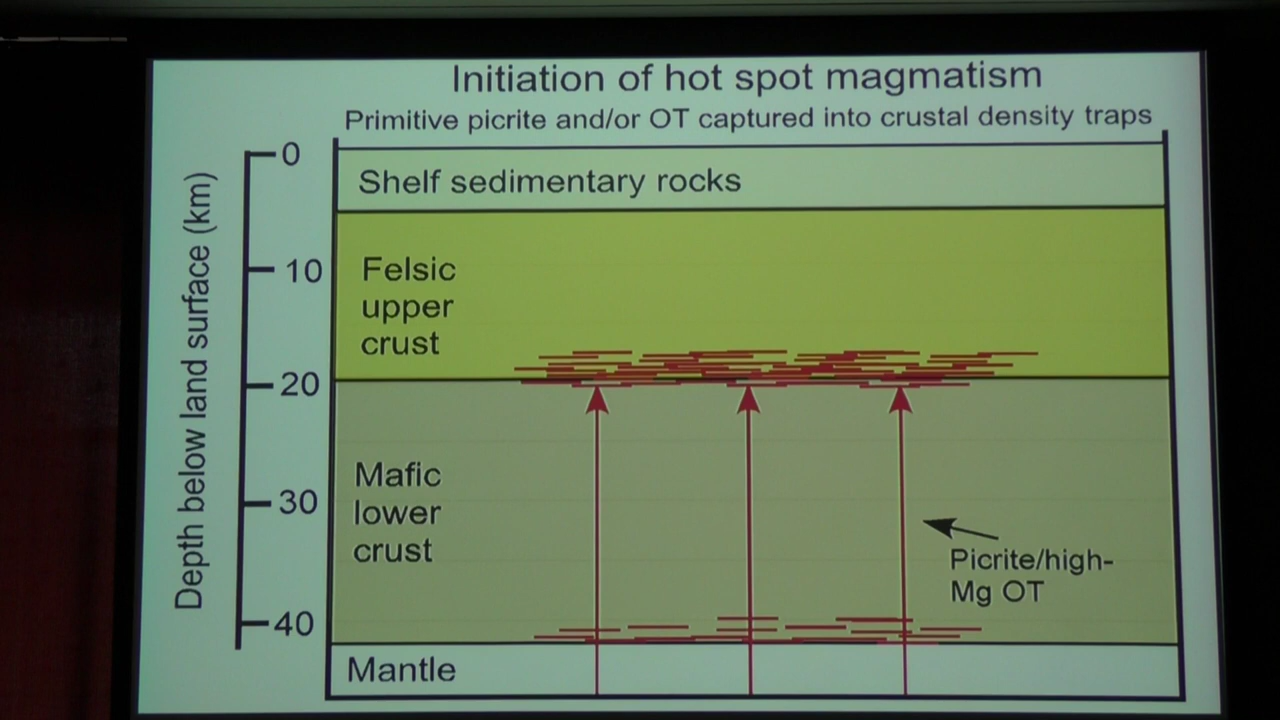 Initiation of hot spot magmatism
Primitive picrite and/or OT captured into crustal density traps
Depth below land surface (km)
0
10
20
30
40
Shelf sedimentary rocks
Felsic
upper
crust
Mafic
lower
crust
Picrite/high-
Mg OT
Mantle